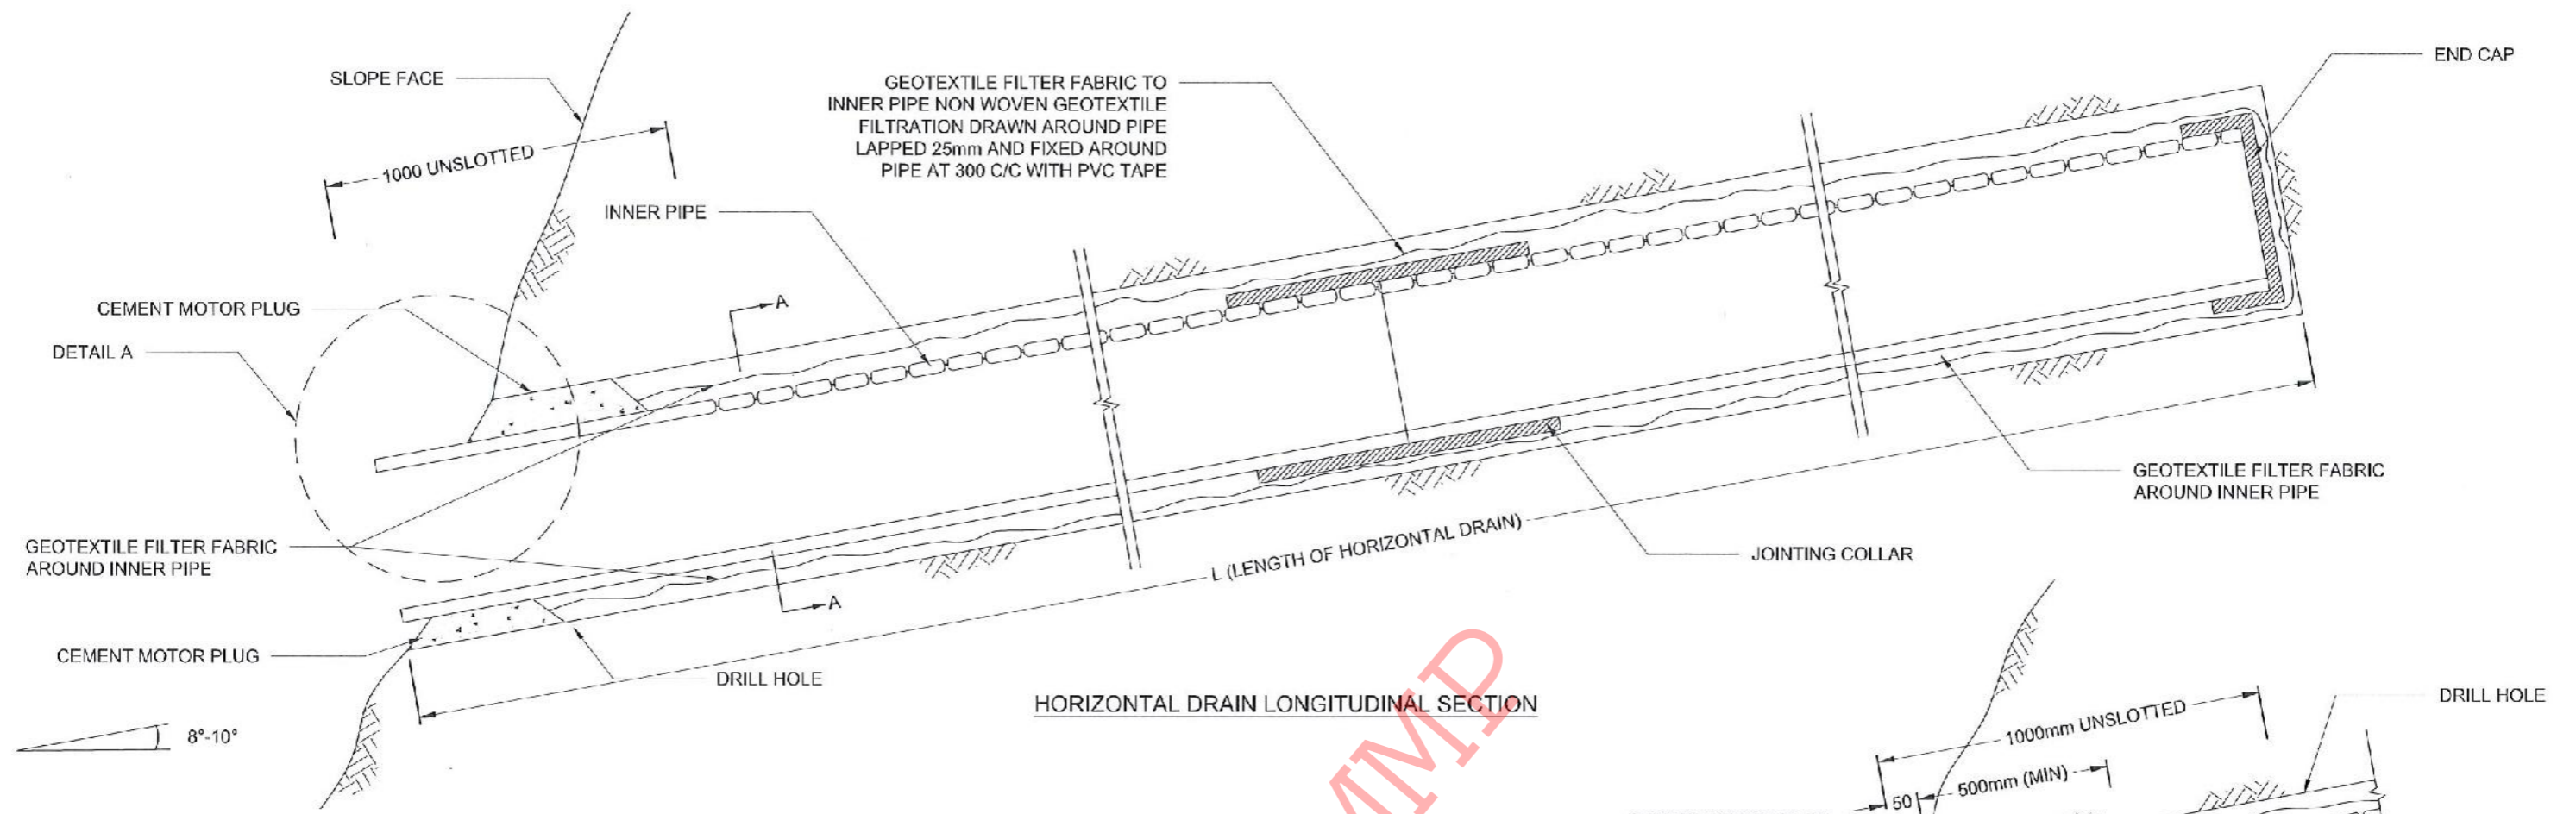 SLOPE FACE
1000 UNSLOTTED
GEOTEXTILE FILTER FABRIC TO
INNER PIPE NON WOVEN GEOTEXTILE
FILTRATION DRAWN AROUND PIPE
LAPPED 25mm AND FIXED AROUND
PIPE AT 300 C/C WITH PVC TAPE
END CAP
INNER PIPE
CEMENT MOTOR PLUG
A
DETAIL A
GEOTEXTILE FILTER FABRIC
AROUND INNER PIPE
GEOTEXTILE FILTER FABRIC
AROUND INNER PIPE
JOINTING COLLAR
L (LENGTH OF HORIZONTAL DRAIN)
A
CEMENT MOTOR PLUG
DRILL HOLE
HORIZONTAL DRAIN LONGITUDINAL SECTION
8°-10°
DRILL HOLE
1000mm UNSLOTTED
50
500mm (MIN)
MMP